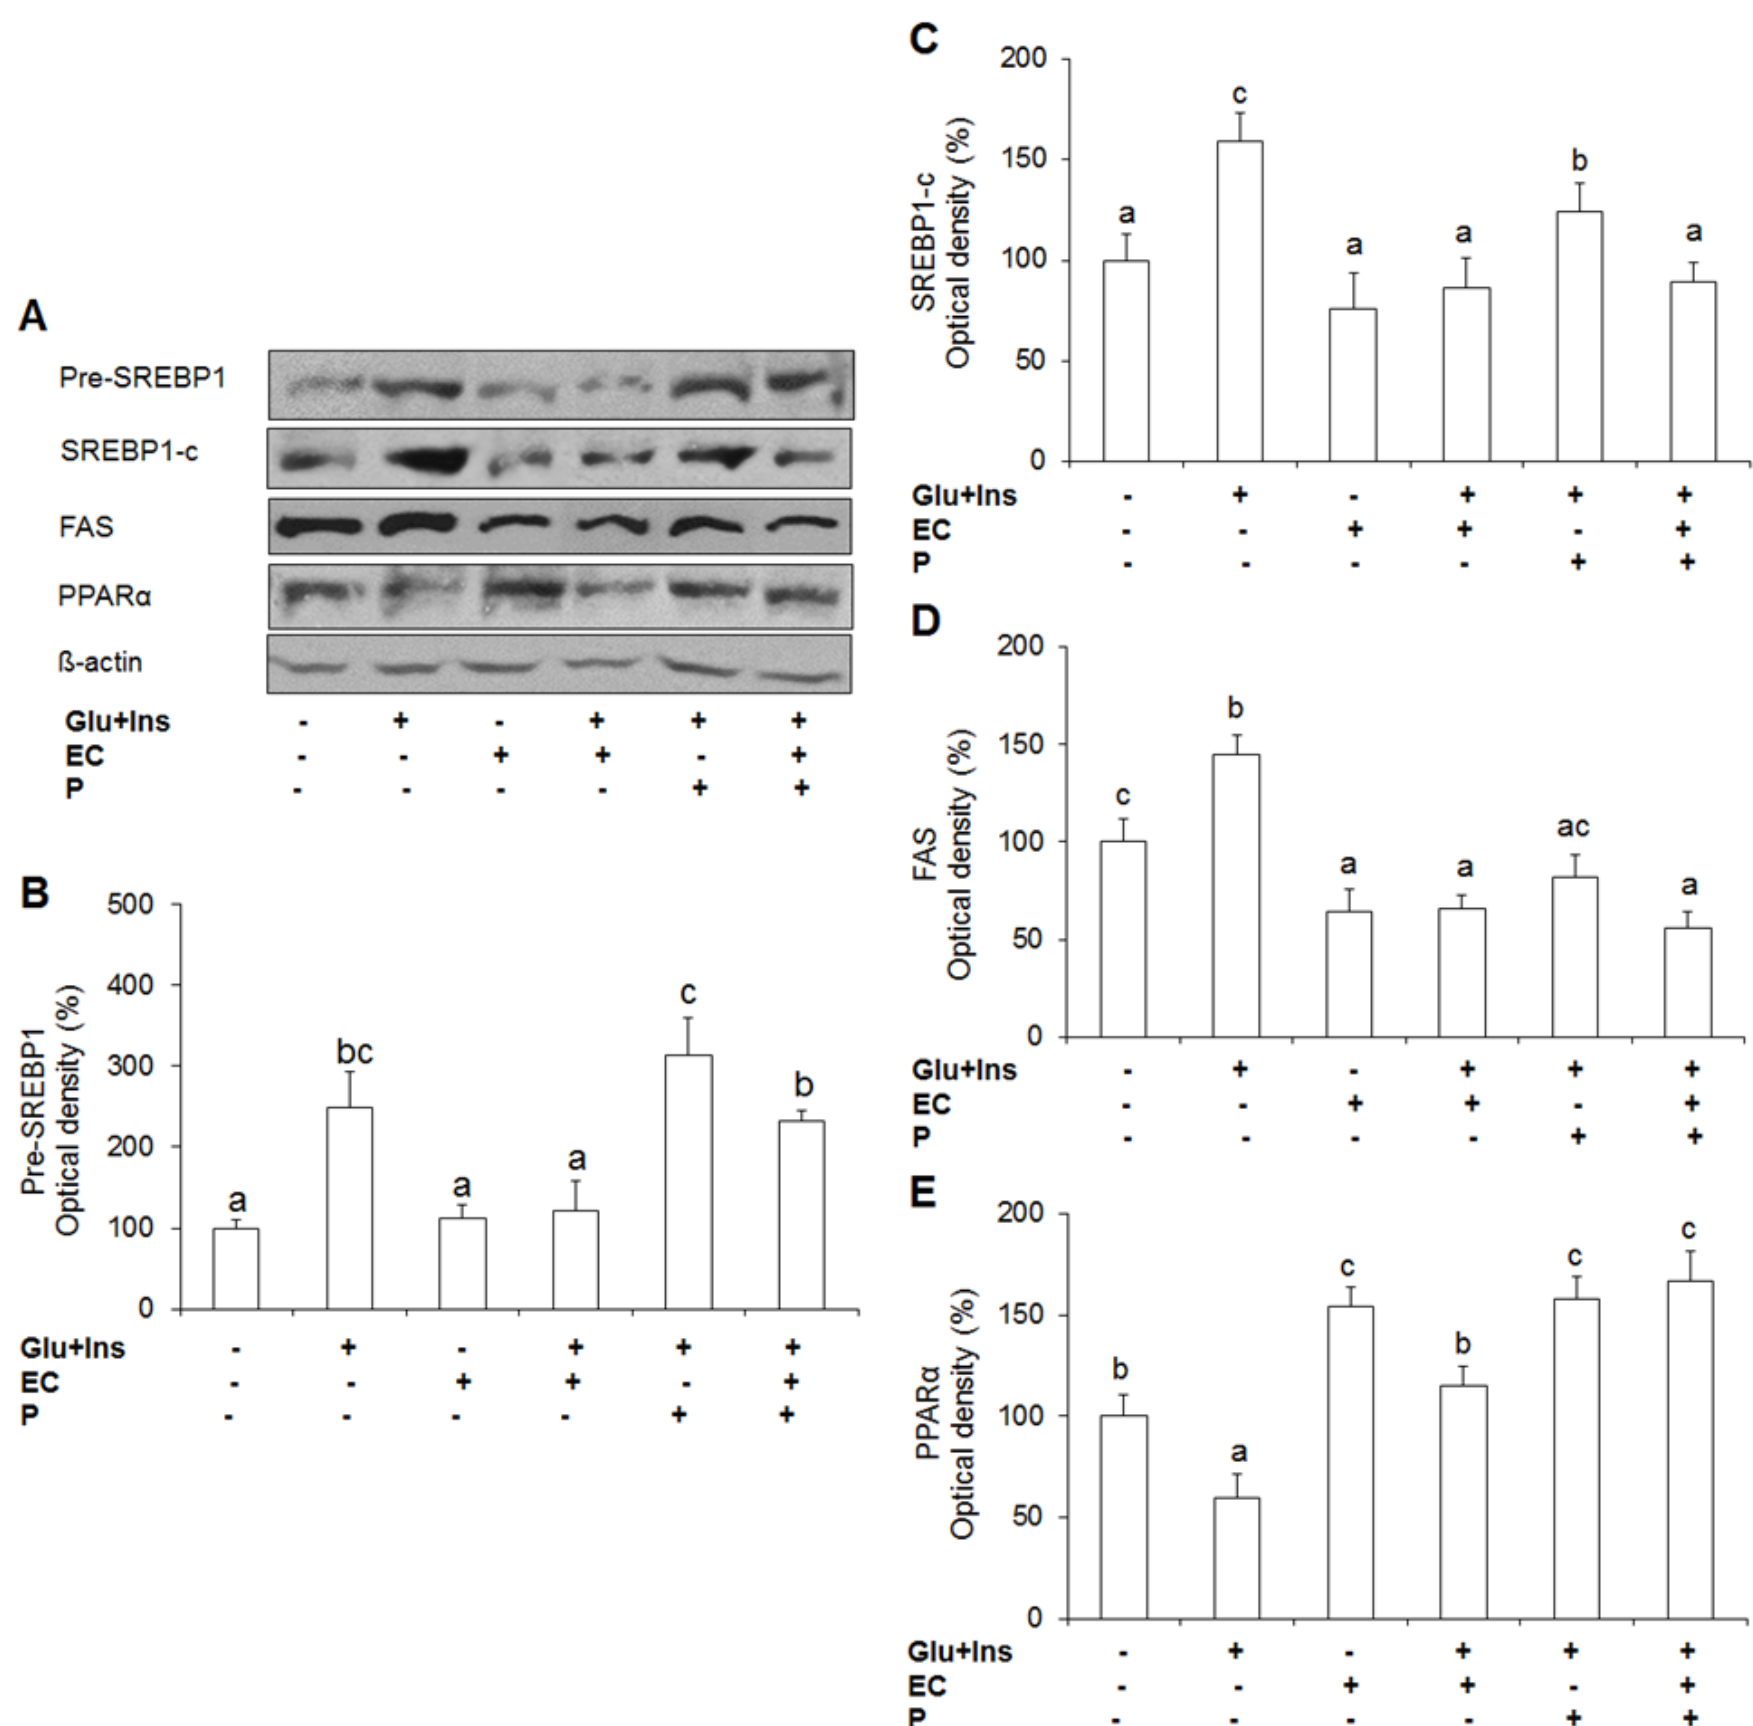 A
Pre-SREBP1
SREBP1-c
FAS
PPARα
ß-actin
Glu+Ins - + - + + +
EC - - + + - +
P - - - - + +
B
Pre-SREBP1
Optical density (%)
500
400
300
200
100
0
a bc a a c b
Glu+Ins - + - + + +
EC - - + + - +
P - - - - + +
C
SREBP1-c
Optical density (%)
200
150
100
50
0
a c a a b a
Glu+Ins - + - + + +
EC - - + + - +
P - - - - + +
D
FAS
Optical density (%)
200
150
100
50
0
c b a a ac a
Glu+Ins - + - + + +
EC - - + + - +
P - - - - + +
E
PPARα
Optical density (%)
200
150
100
50
0
b a c b c c
Glu+Ins - + - + + +
EC - - + + - +
P - - - - + +